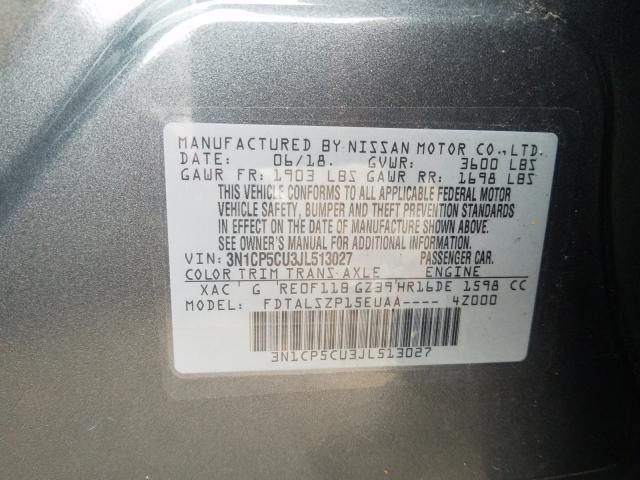 MANUFACTURED BY NISSAN MOTOR CO.,LTD.
DATE: 06/18. GVWR: 3600 LBS
GAWR FR: 1903 LBS GAWR RR: 1698 LBS
THIS VEHICLE CONFORMS TO ALL APPLICABLE FEDERAL MOTOR
VEHICLE SAFETY, BUMPER AND THEFT PREVENTION STANDARDS
IN EFFECT ON THE DATE OF MANUFACTURE SHOWN ABOVE.
SEE OWNER'S MANUAL FOR ADDITIONAL INFORMATION.
VIN: 3N1CP5CU3JL513027 PASSENGER CAR.
COLOR TRIM TRANS-AXLE ENGINE
XAC G RE0F11B GZ39 HR16DE 1598 CC
MODEL: FDTALSZP15EUAA---- 4Z000
3N1CP5CU3JL513027